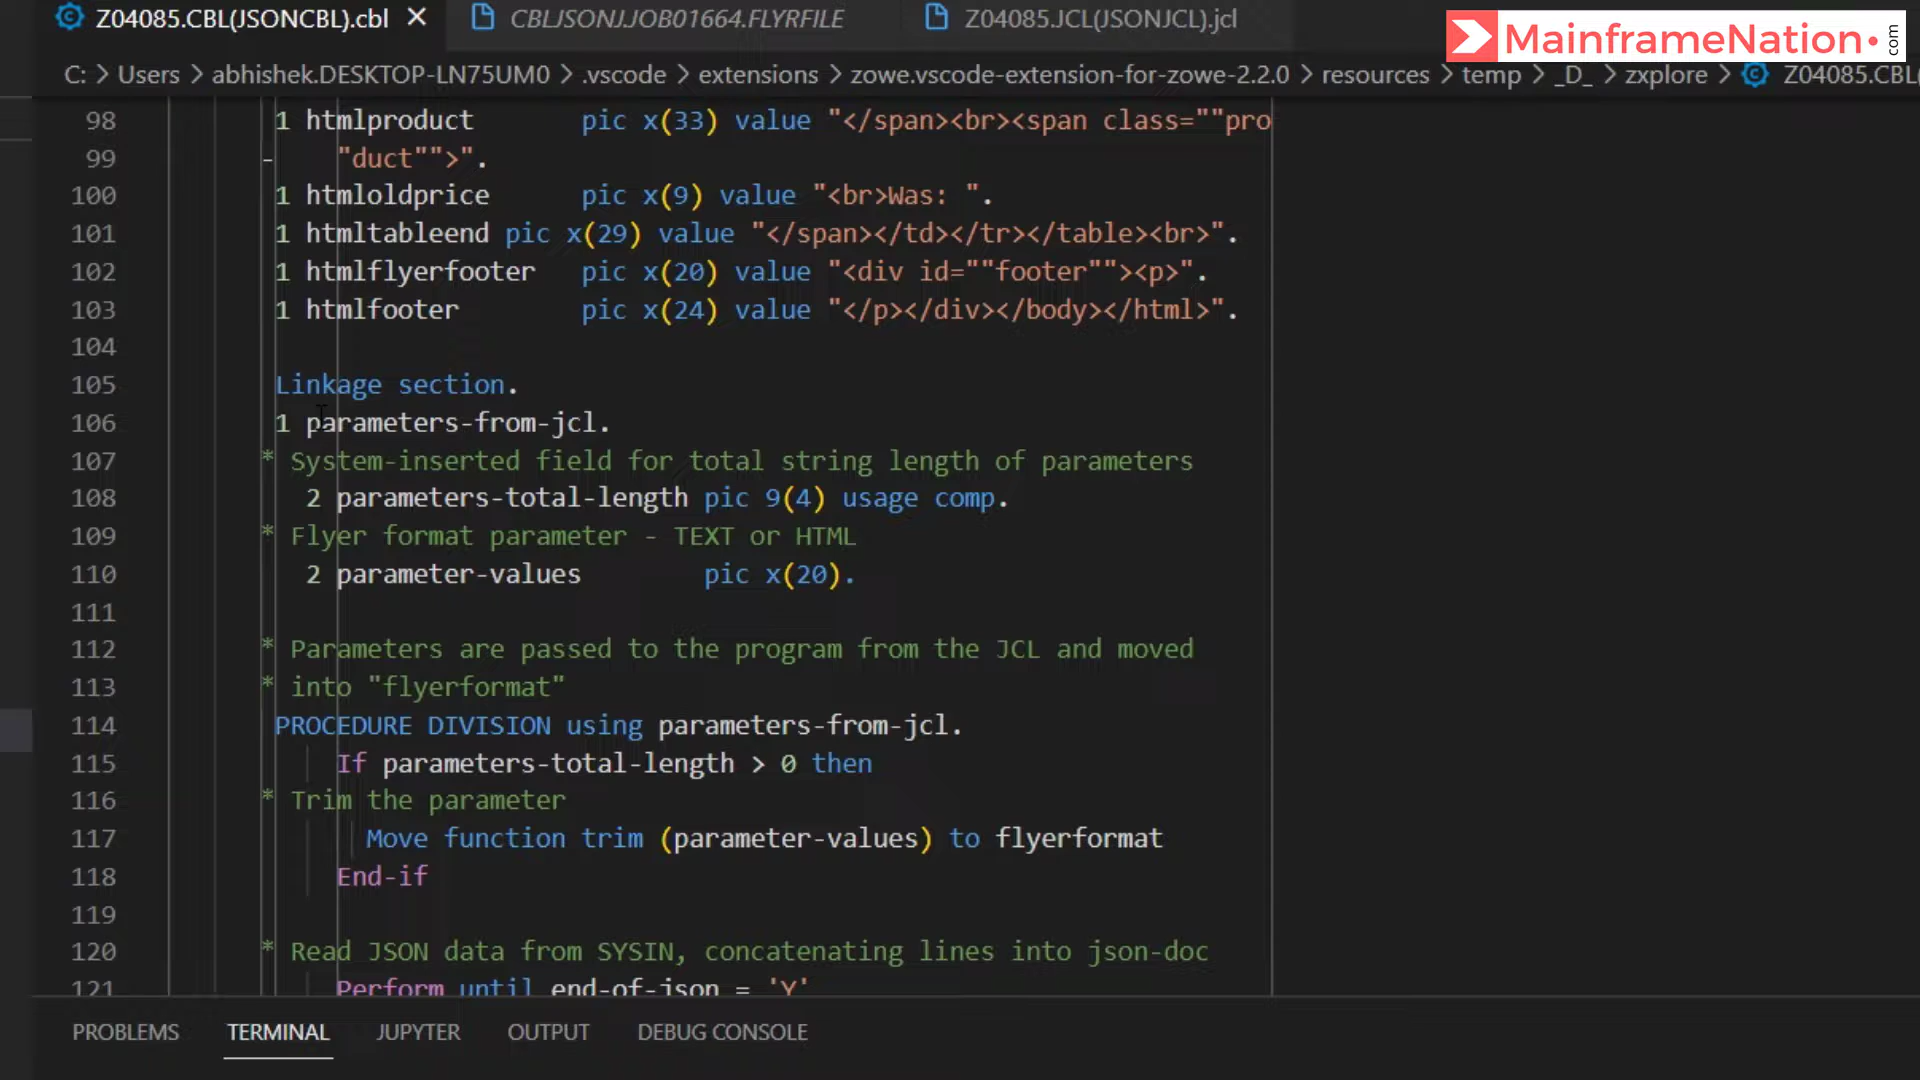 Z04085.CBL(JSONCBL).cbl
CBLJSONJ.JOB01664.FLYRFILE
Z04085.JCL(JSONJCL).jcl
MainframeNation.com
C: > Users > abhishek.DESKTOP-LN75UM0 > .vscode > extensions > zowe.vscode-extension-for-zowe-2.2.0 > resources > temp > _D_ > zxplore > Z04085.CBL(
98 1 htmlproduct pic x(33) value "</span><br><span class=""pro
99 - "duct"">".
100 1 htmloldprice pic x(9) value "<br>Was: ".
101 1 htmltableend pic x(29) value "</span></td></tr></table><br>".
102 1 htmlflyerfooter pic x(20) value "<div id=""footer""><p>".
103 1 htmlfooter pic x(24) value "</p></div></body></html>".
104
105 Linkage section.
106 1 parameters-from-jcl.
107 * System-inserted field for total string length of parameters
108 2 parameters-total-length pic 9(4) usage comp.
109 * Flyer format parameter - TEXT or HTML
110 2 parameter-values pic x(20).
111
112 * Parameters are passed to the program from the JCL and moved
113 * into "flyerformat"
114 PROCEDURE DIVISION using parameters-from-jcl.
115 If parameters-total-length > 0 then
116 * Trim the parameter
117 Move function trim (parameter-values) to flyerformat
118 End-if
119
120 * Read JSON data from SYSIN, concatenating lines into json-doc
121 Perform until end-of-json = 'Y'
PROBLEMS TERMINAL JUPYTER OUTPUT DEBUG CONSOLE